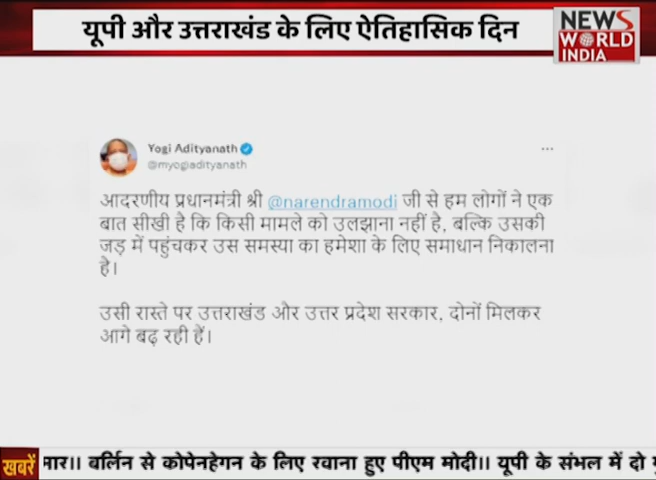 यूपी और उत्तराखंड के लिए ऐतिहासिक दिन
NEWS
WORLD
INDIA
Yogi Adityanath
@myogiadityanath
आदरणीय प्रधानमंत्री श्री @narendramodi जी से हम लोगों ने एक
बात सीखी है कि किसी मामले को उलझाना नहीं है, बल्कि उसकी
जड़ में पहुंचकर उस समस्या का हमेशा के लिए समाधान निकालना
है।
उसी रास्ते पर उत्तराखंड और उत्तर प्रदेश सरकार, दोनों मिलकर
आगे बढ़ रही हैं।
खबरें
बर्लिन से कोपेनहेगन के लिए रवाना हुए पीएम मोदी।। यूपी के संभल में दो